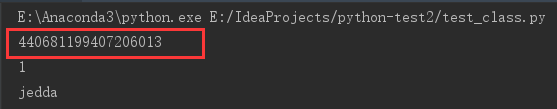 E:\Anaconda3\python.exe E:/IdeaProjects/python-test2/test_class.py
440681199407206013
1
jedda